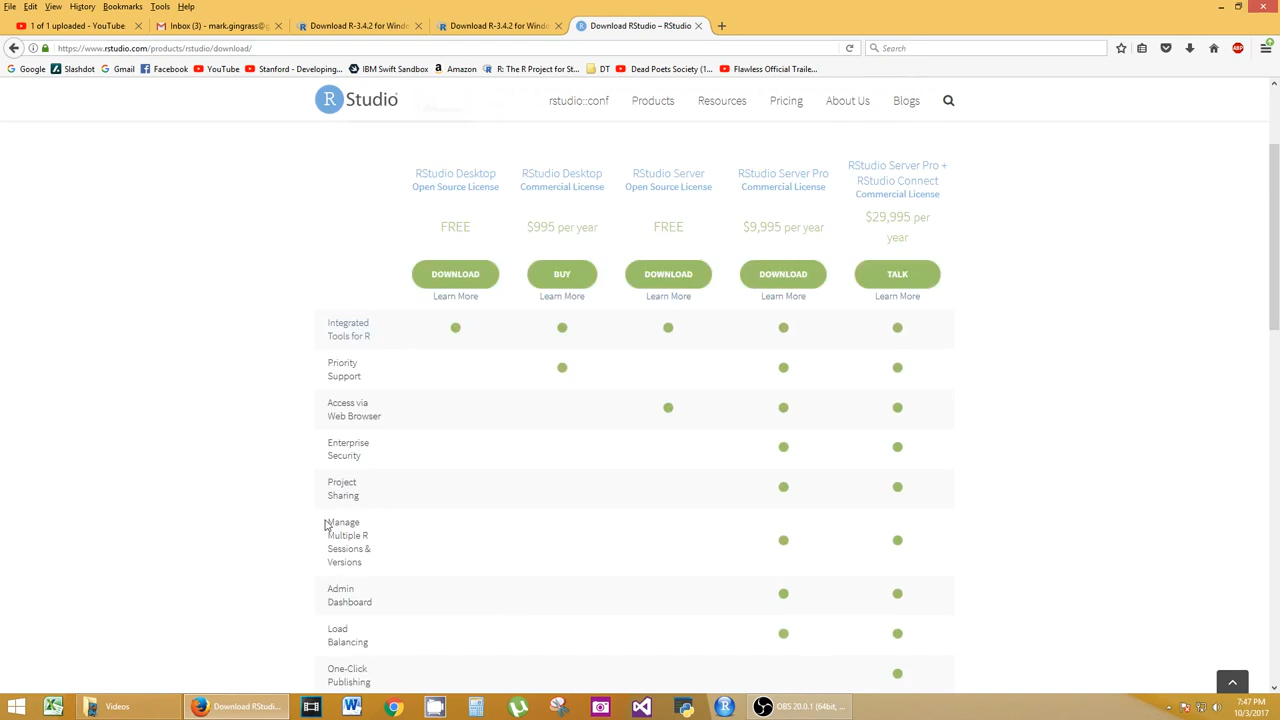 File Edit View History Bookmarks Tools Help
1 of 1 uploaded - YouTube Inbox (3) - mark.gingrass@g Download R-3.4.2 for Windo Download R-3.4.2 for Windo Download RStudio – RStudio
https://www.rstudio.com/products/rstudio/download/ Search
Google Slashdot Gmail Facebook YouTube Stanford - Developing... IBM Swift Sandbox Amazon R: The R Project for St... DT Dead Poets Society (1... Flawless Official Traile...
R Studio rstudio::conf Products Resources Pricing About Us Blogs
RStudio Desktop
Open Source License
FREE
DOWNLOAD
Learn More
RStudio Desktop
Commercial License
$995 per year
BUY
Learn More
RStudio Server
Open Source License
FREE
DOWNLOAD
Learn More
RStudio Server Pro
Commercial License
$9,995 per year
DOWNLOAD
Learn More
RStudio Server Pro +
RStudio Connect
Commercial License
$29,995 per
year
TALK
Learn More
Integrated
Tools for R
Priority
Support
Access via
Web Browser
Enterprise
Security
Project
Sharing
Manage
Multiple R
Sessions &
Versions
Admin
Dashboard
Load
Balancing
One-Click
Publishing
Videos Download RStudi... OBS 20.0.1 (64bit, ...
7:47 PM
10/3/2017